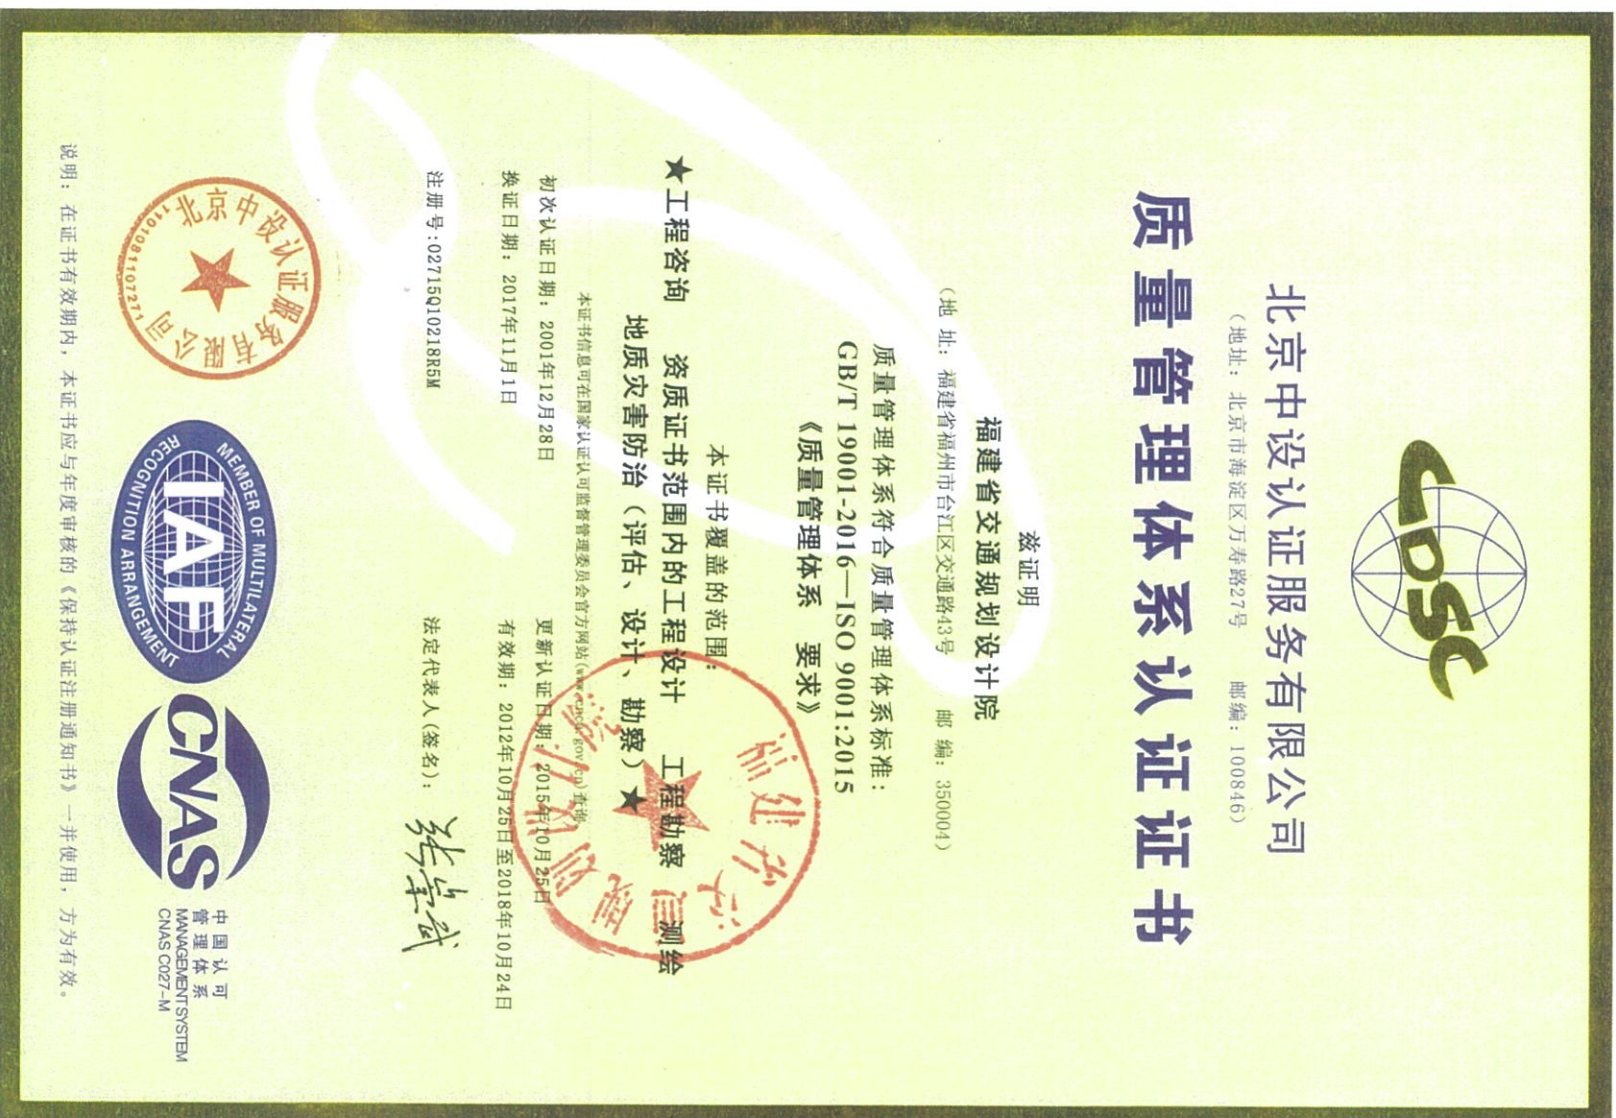 CDSC
北京中设认证服务有限公司
（地址：北京市海淀区万寿路27号 邮编：100846）
质量管理体系认证证书
兹证明
福建省交通规划设计院
（地 址：福建省福州市台江区交通路43号 邮 编：350004）
质量管理体系符合质量管理体系标准：
GB/T 19001-2016—ISO 9001:2015
《质量管理体系 要求》
本证书覆盖的范围：
★工程咨询 资质证书范围内的工程设计 工程勘察 测绘
地质灾害防治（评估、设计、勘察）★
本证书信息可在国家认证认可监督管理委员会官方网站(www.cnca.gov.cn)查询
初次认证日期：2001年12月28日 更新认证日期：2015年10月25日
换证日期：2017年11月1日 有效期：2012年10月25日至2018年10月24日
注册号:02715Q10218R5M 法定代表人(签名)：
北京中设认证服务有限公司
1101081107271
MEMBER OF MULTILATERAL
IAF
RECOGNITION ARRANGEMENT
CNAS
中国认可
管理体系
MANAGEMENT SYSTEM
CNAS C027-M
说明：在证书有效期内，本证书应与年度审核的《保持认证注册通知书》一并使用，方为有效。